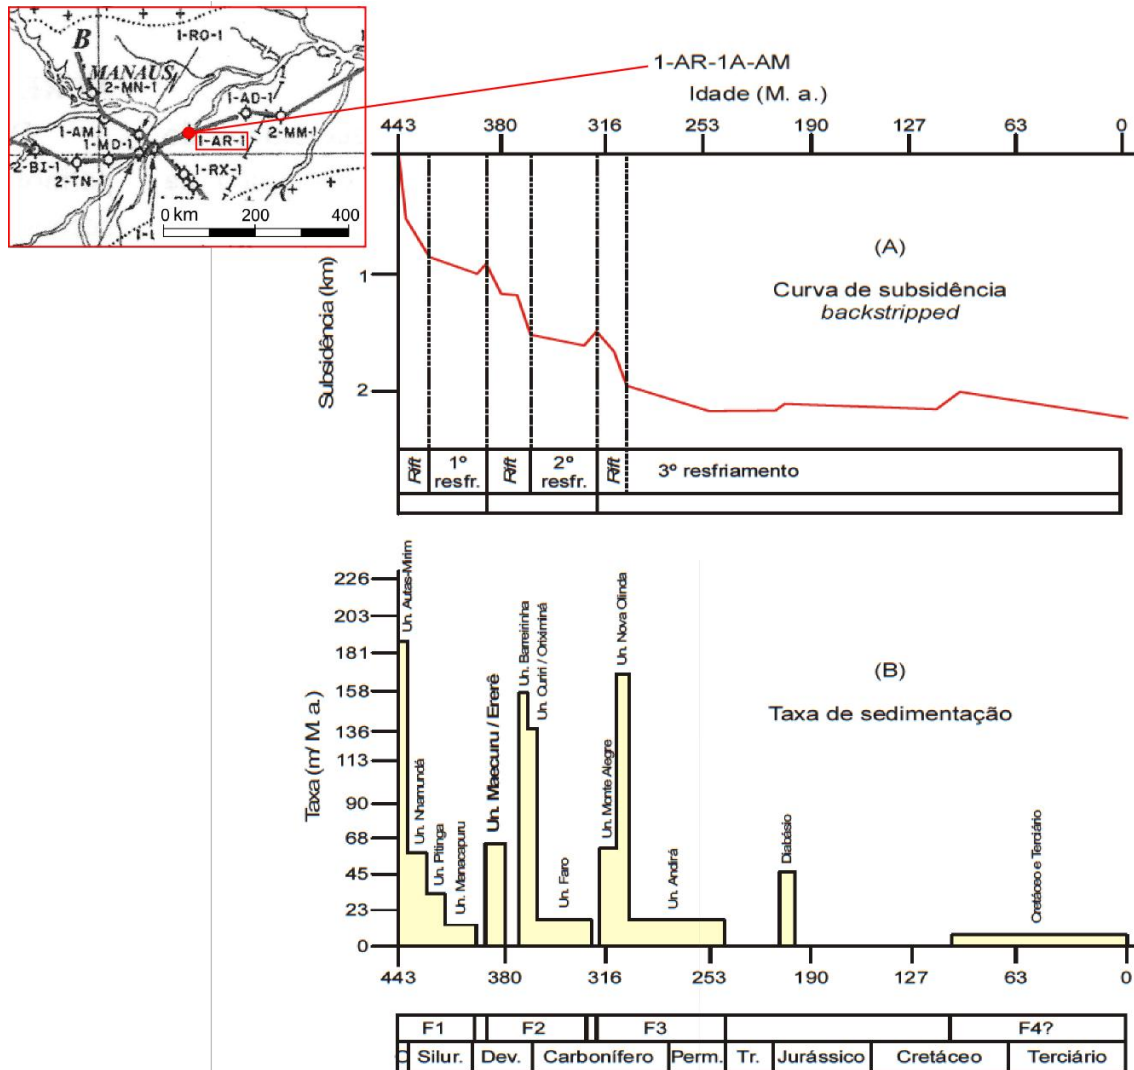 B
1-RO-1
MANAUS
2-MN-1
1-AD-1
1-AM-1
1-MD-1
1-AR-1
2-MM-1
2-BI-1
2-TN-1
1-RX-1
0 km 200 400
1-AR-1A-AM
Idade (M. a.)
443 380 316 253 190 127 63 0
Subsidência (km)
1
2
(A)
Curva de subsidência
backstripped
Rift
1º
resfr.
Rift
2º
resfr.
Rift
3º resfriamento
Taxa (m/ M. a.)
226
203
181
158
136
113
90
68
45
23
0
Un. Autas-Mirim
Un. Nhamundá
Un. Pitinga
Un. Manacapuru
Un. Maecuru / Ererê
Un. Barreirinha
Un. Curiri / Oriximiná
Un. Faro
Un. Monte Alegre
Un. Nova Olinda
Un. Andirá
Diabásio
Cretáceo e Terciário
(B)
Taxa de sedimentação
443 380 316 253 190 127 63 0
F1 F2 F3 F4?
O Silur. Dev. Carbonífero Perm. Tr. Jurássico Cretáceo Terciário